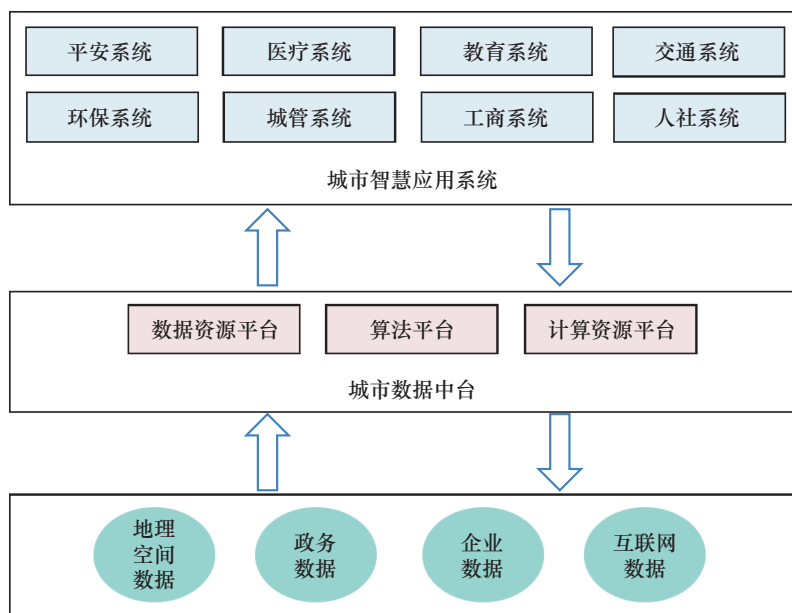 平安系统
医疗系统
教育系统
交通系统
环保系统
城管系统
工商系统
人社系统
城市智慧应用系统
数据资源平台
算法平台
计算资源平台
城市数据中台
地理
空间
数据
政务
数据
企业
数据
互联网
数据